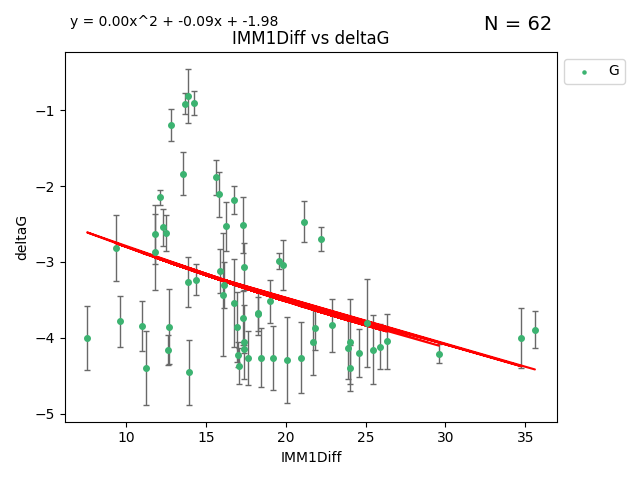 y = 0.00x^2 + -0.09x + -1.98
N = 62
IMM1Diff vs deltaG
G
deltaG
−1
−2
−3
−4
−5
10 15 20 25 30 35
IMM1Diff